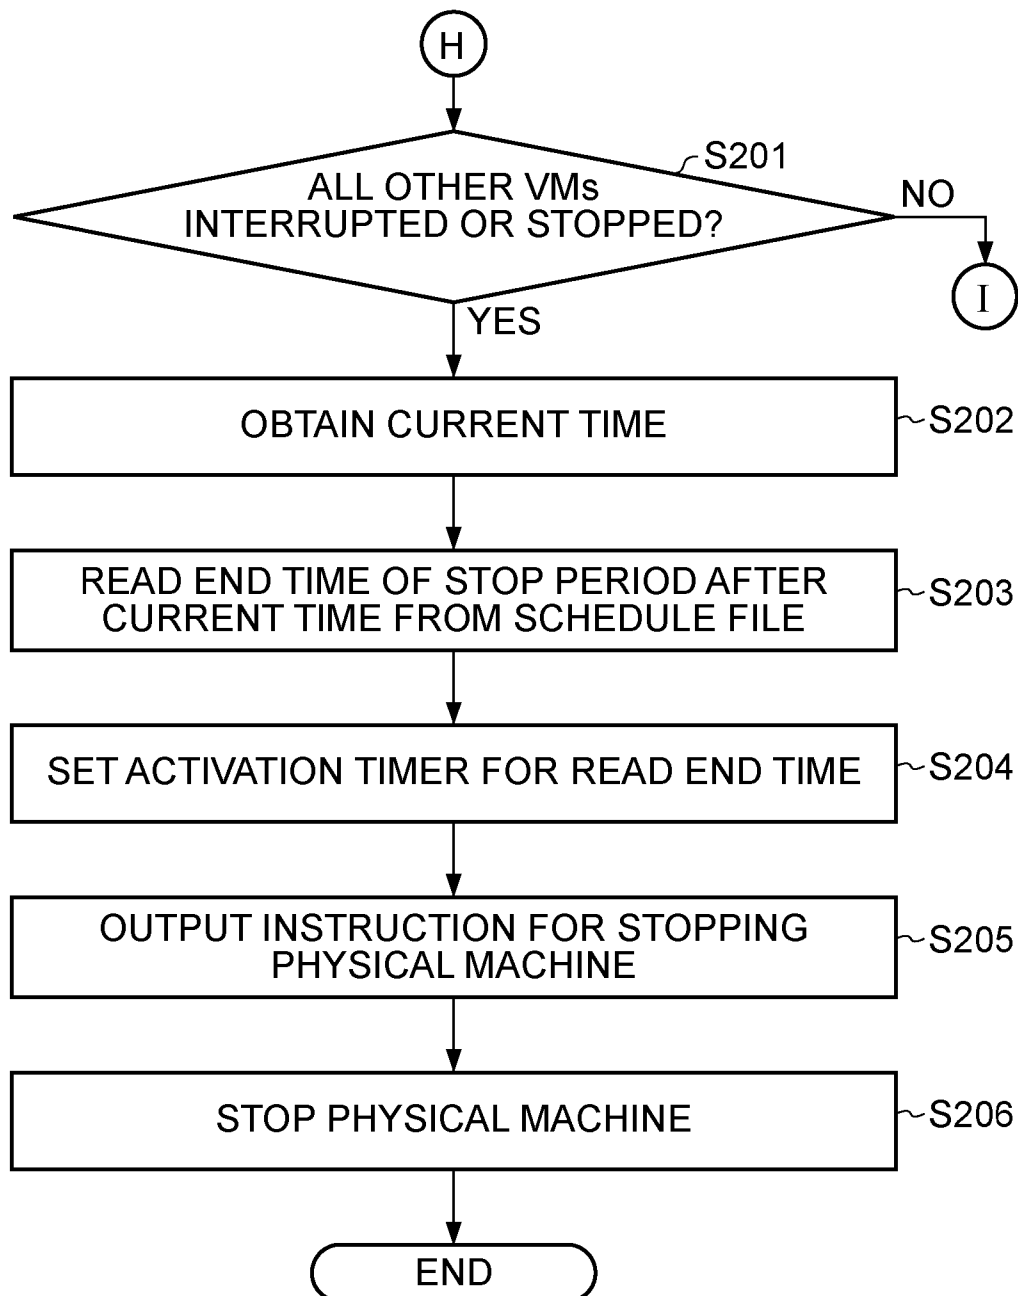 H
S201
ALL OTHER VMs
INTERRUPTED OR STOPPED?
NO
I
YES
OBTAIN CURRENT TIME
S202
READ END TIME OF STOP PERIOD AFTER
CURRENT TIME FROM SCHEDULE FILE
S203
SET ACTIVATION TIMER FOR READ END TIME
S204
OUTPUT INSTRUCTION FOR STOPPING
PHYSICAL MACHINE
S205
STOP PHYSICAL MACHINE
S206
END